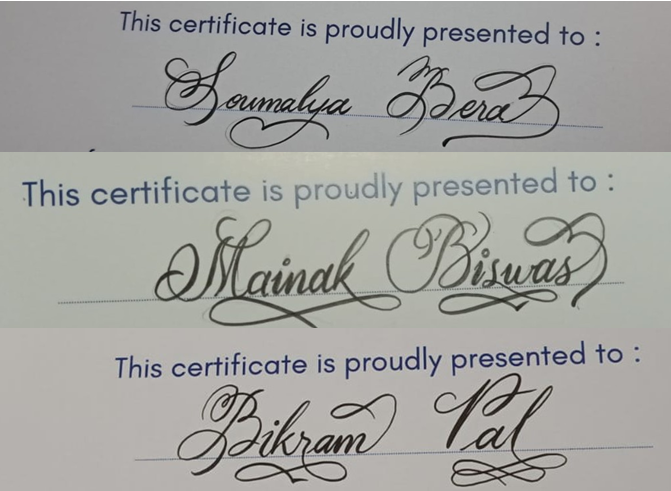 This certificate is proudly presented to :
Soumalya Bera
This certificate is proudly presented to :
Mainak Biswas
This certificate is proudly presented to :
Bikram Pal